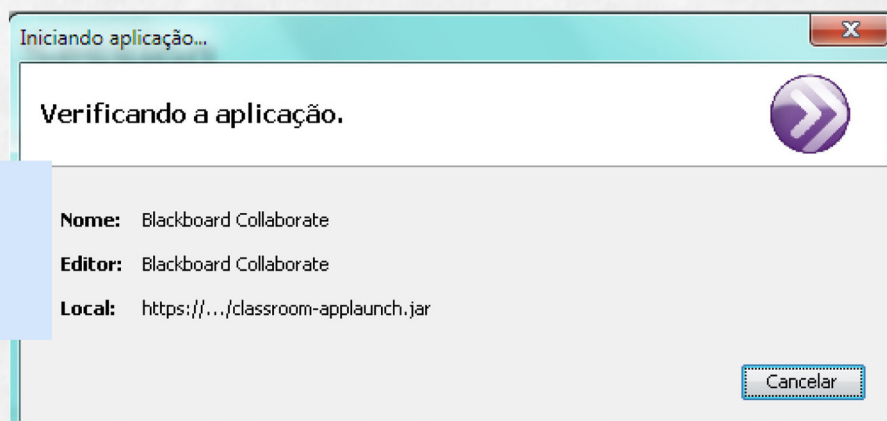 Iniciando aplicação...
Verificando a aplicação.
Nome: Blackboard Collaborate
Editor: Blackboard Collaborate
Local: https://.../classroom-applaunch.jar
Cancelar